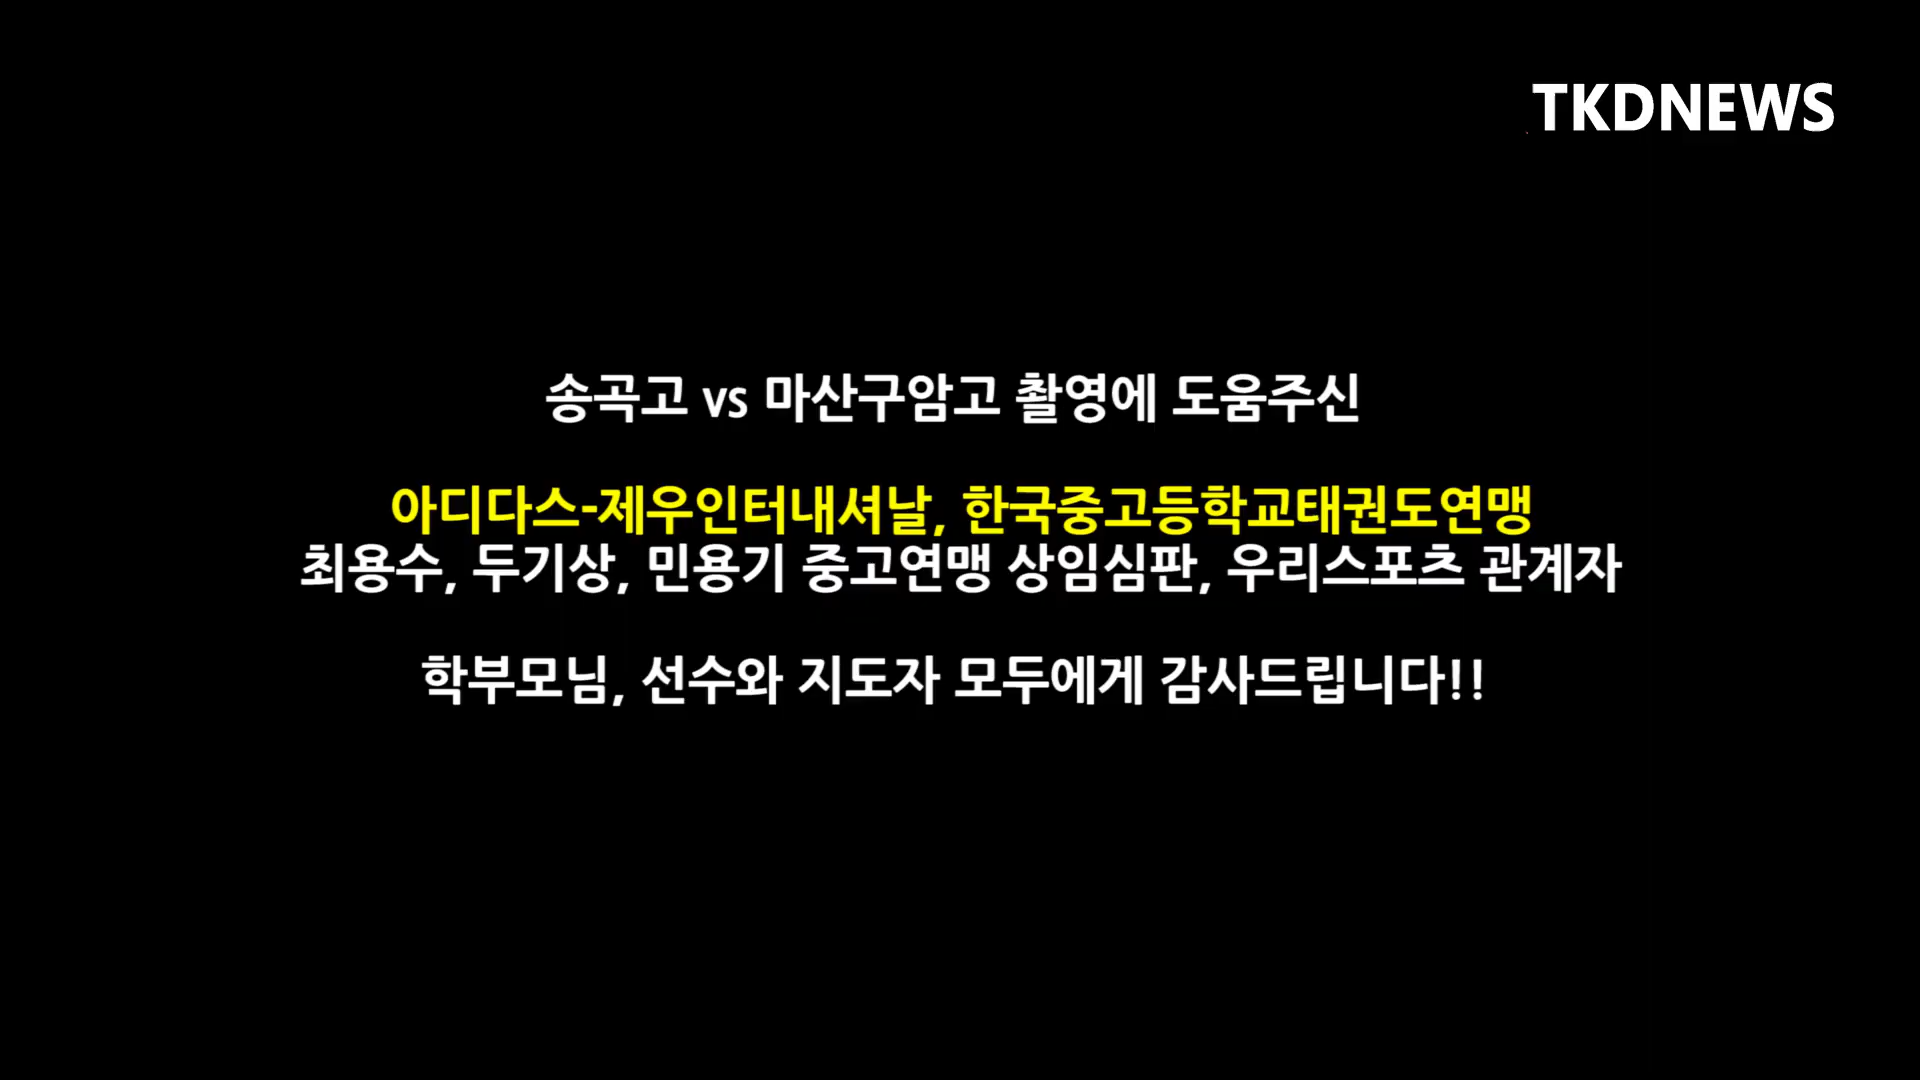 TKDNEWS
송곡고 vs 마산구암고 촬영에 도움주신
아디다스-제우인터내셔날, 한국중고등학교태권도연맹
최용수, 두기상, 민용기 중고연맹 상임심판, 우리스포츠 관계자
학부모님, 선수와 지도자 모두에게 감사드립니다!!